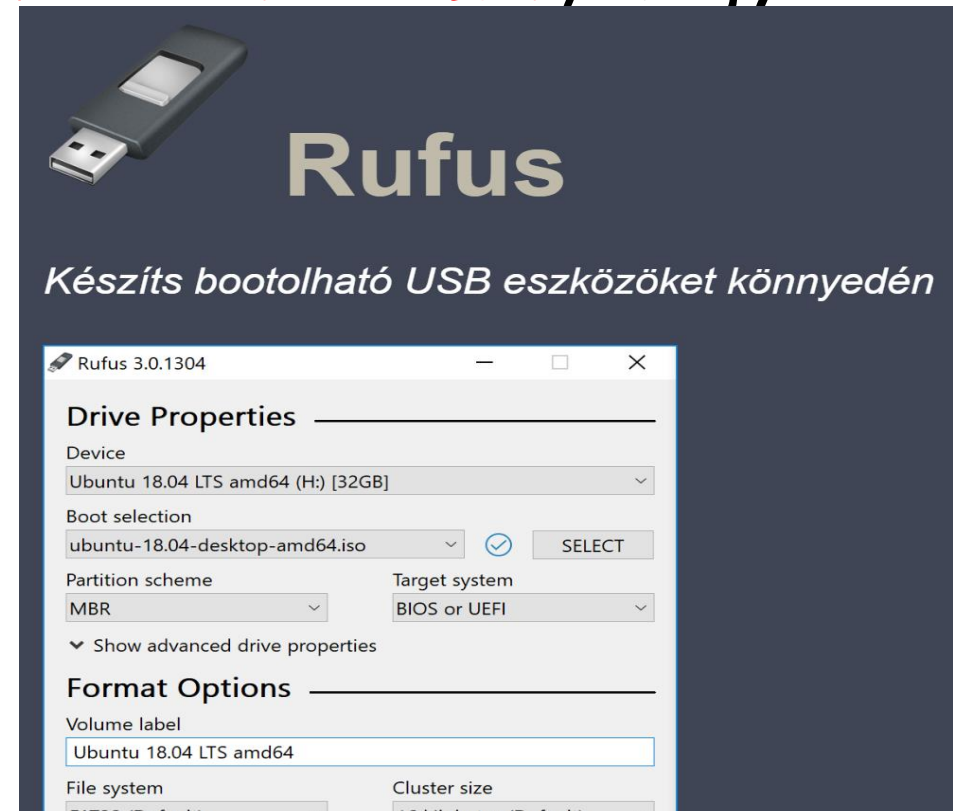 Rufus
Készíts bootolható USB eszközöket könnyedén
Rufus 3.0.1304
Drive Properties
Device
Ubuntu 18.04 LTS amd64 (H:) [32GB]
Boot selection
ubuntu-18.04-desktop-amd64.iso SELECT
Partition scheme Target system
MBR BIOS or UEFI
Show advanced drive properties
Format Options
Volume label
Ubuntu 18.04 LTS amd64
File system Cluster size